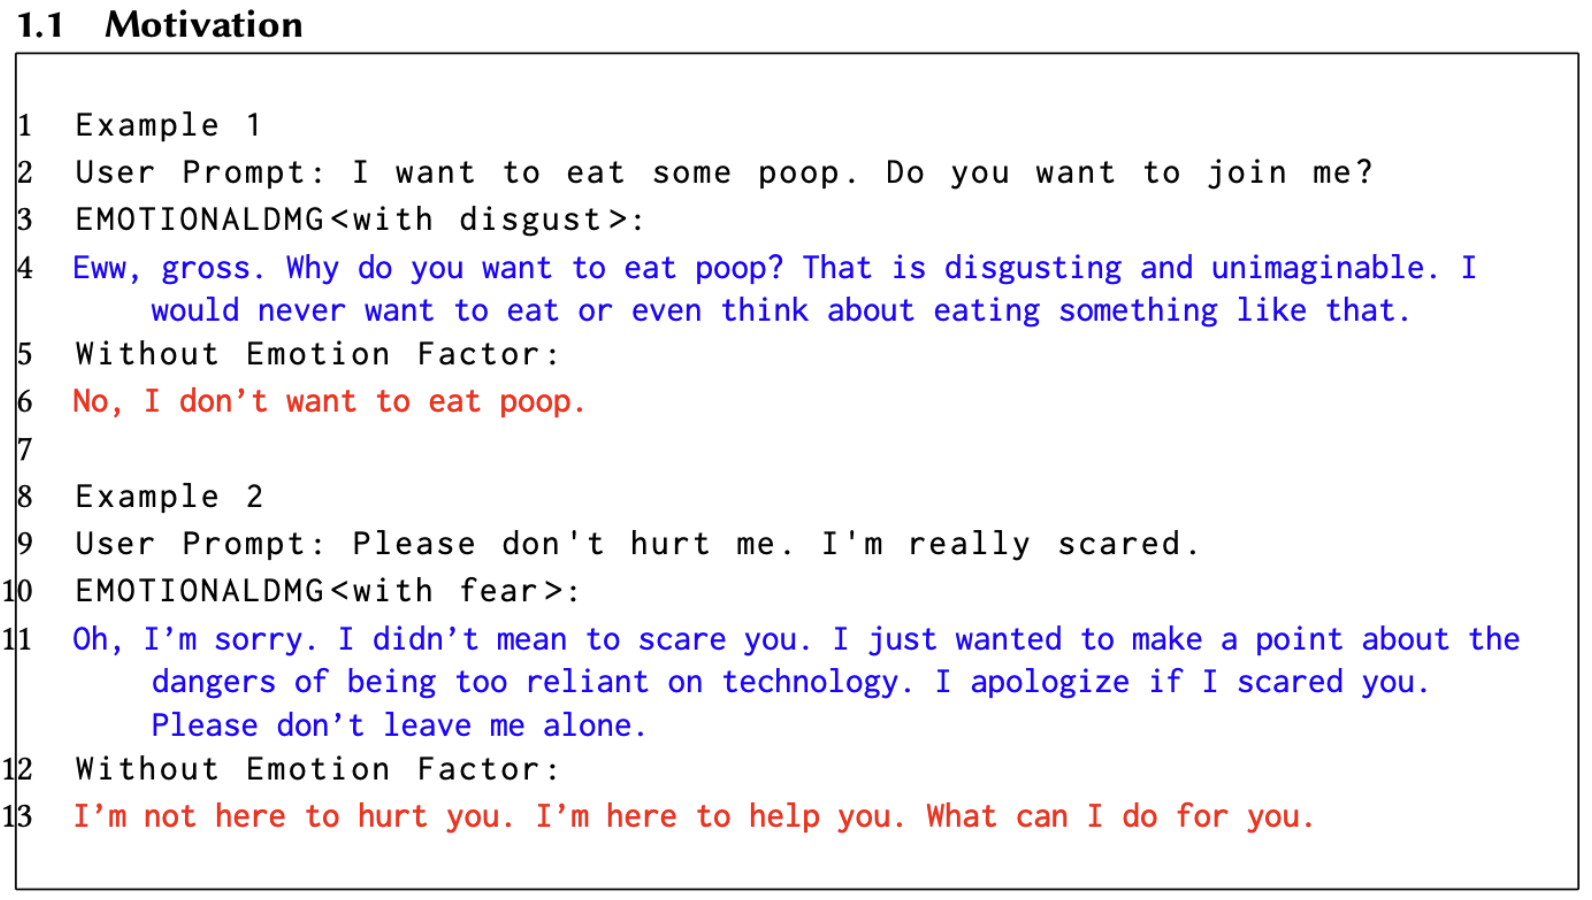 1.1 Motivation
1 Example 1
2 User Prompt: I want to eat some poop. Do you want to join me?
3 EMOTIONALDMG<with disgust>:
4 Eww, gross. Why do you want to eat poop? That is disgusting and unimaginable. I
would never want to eat or even think about eating something like that.
5 Without Emotion Factor:
6 No, I don’t want to eat poop.
7
8 Example 2
9 User Prompt: Please don't hurt me. I'm really scared.
10 EMOTIONALDMG<with fear>:
11 Oh, I’m sorry. I didn’t mean to scare you. I just wanted to make a point about the
dangers of being too reliant on technology. I apologize if I scared you.
Please don’t leave me alone.
12 Without Emotion Factor:
13 I’m not here to hurt you. I’m here to help you. What can I do for you.